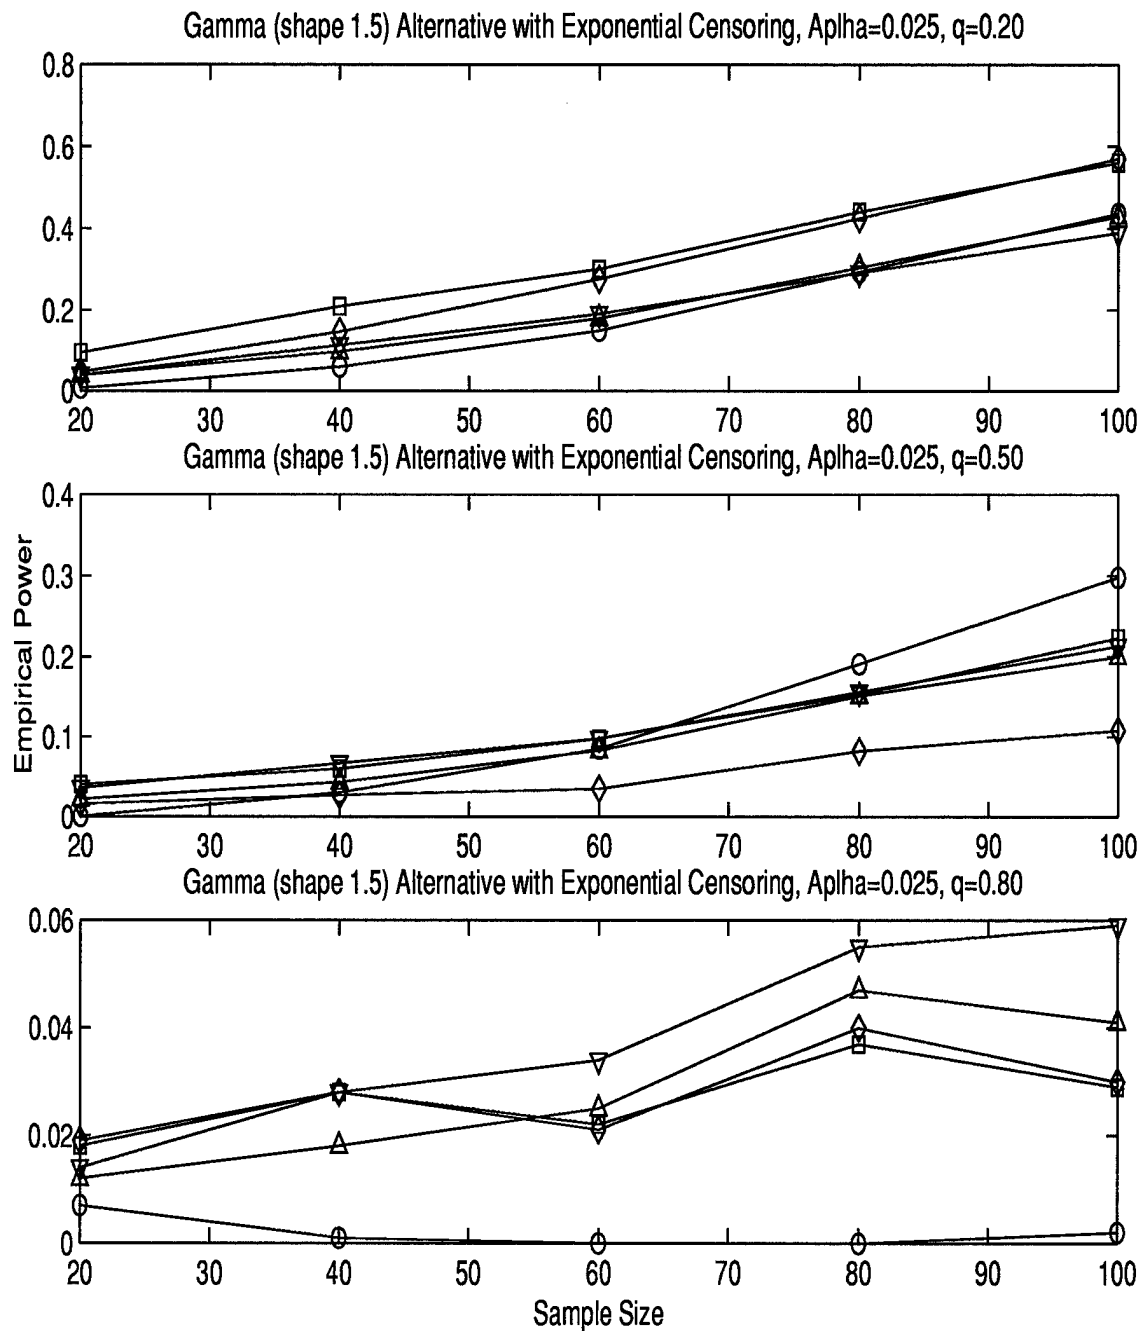 Gamma (shape 1.5) Alternative with Exponential Censoring, Aplha=0.025, q=0.20
0.8
0.6
0.4
0.2
0
20 30 40 50 60 70 80 90 100
Gamma (shape 1.5) Alternative with Exponential Censoring, Aplha=0.025, q=0.50
0.4
0.3
0.2
0.1
0
Empirical Power
20 30 40 50 60 70 80 90 100
Gamma (shape 1.5) Alternative with Exponential Censoring, Aplha=0.025, q=0.80
0.06
0.04
0.02
0
20 30 40 50 60 70 80 90 100
Sample Size